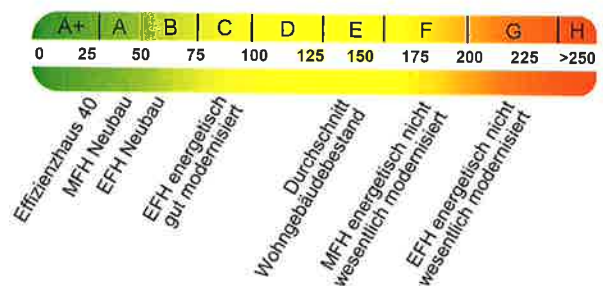 A+ A B C D E F G H
0 25 50 75 100 125 150 175 200 225 >250
Effizienzhaus 40
MFH Neubau
EFH Neubau
EFH energetisch
gut modernisiert
Durchschnitt
Wohngebäudebestand
MFH energetisch nicht
wesentlich modernisiert
EFH energetisch nicht
wesentlich modernisiert